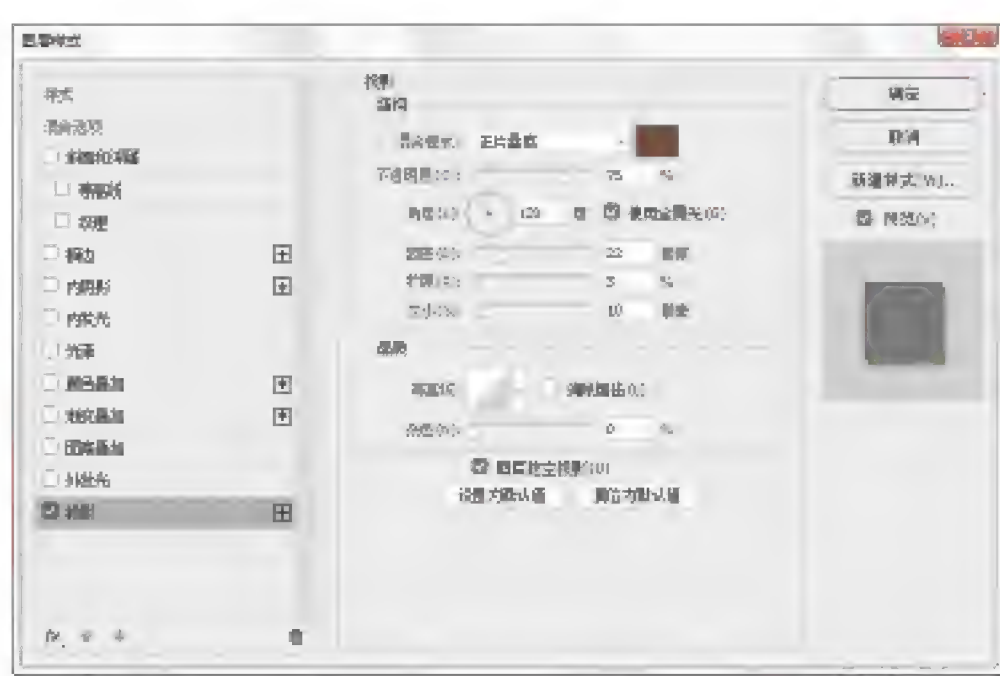 图层样式
样式
混合选项
斜面和浮雕
等高线
纹理
描边
内阴影
内发光
光泽
颜色叠加
渐变叠加
图案叠加
外发光
投影
投影
结构
混合模式: 正片叠底
不透明度(O): 75 %
角度(A): 120 度 使用全局光(G)
距离(D): 22 像素
扩展(R): 5 %
大小(S): 10 像素
品质
等高线: 消除锯齿(L)
杂色(N): 0 %
图层挖空投影(U)
设置为默认值 复位为默认值
确定
取消
新建样式(W)...
预览(V)
fx